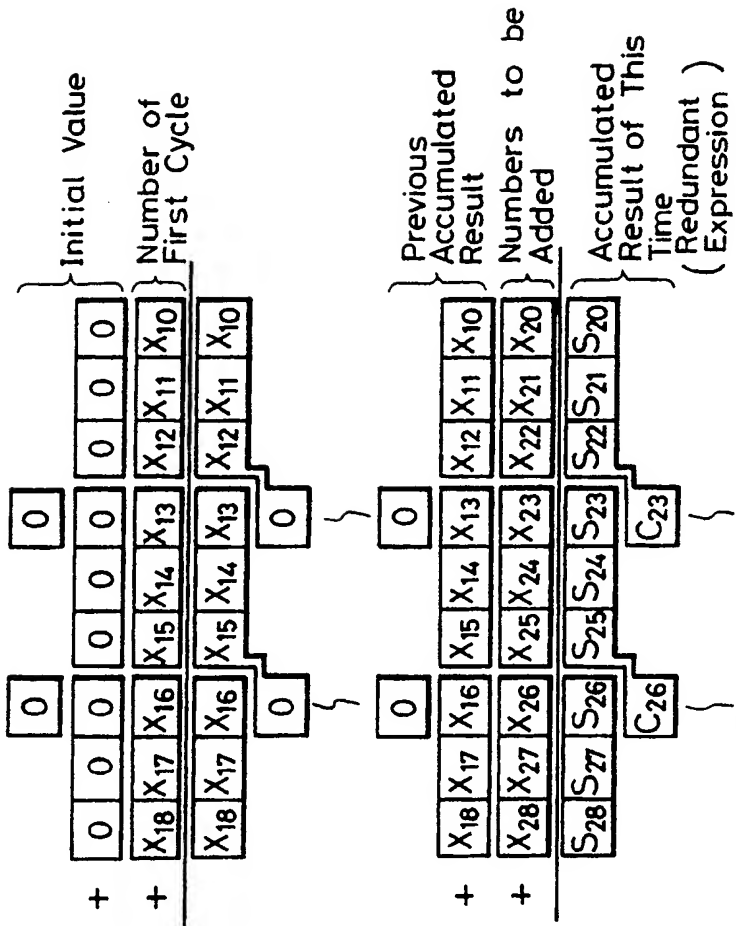 0 0
+ 0 0 0 0 0 0 0 0 0
Initial Value
+ X18 X17 X16 X15 X14 X13 X12 X11 X10
Number of
First Cycle
X18 X17 X16 X15 X14 X13 X12 X11 X10
0 0
0 0
+ X18 X17 X16 X15 X14 X13 X12 X11 X10
Previous
Accumulated
Result
+ X28 X27 X26 X25 X24 X23 X22 X21 X20
Numbers to be
Added
S28 S27 S26 S25 S24 S23 S22 S21 S20
C26 C23
Accumulated
Result of This
Time
( Redundant
Expression )